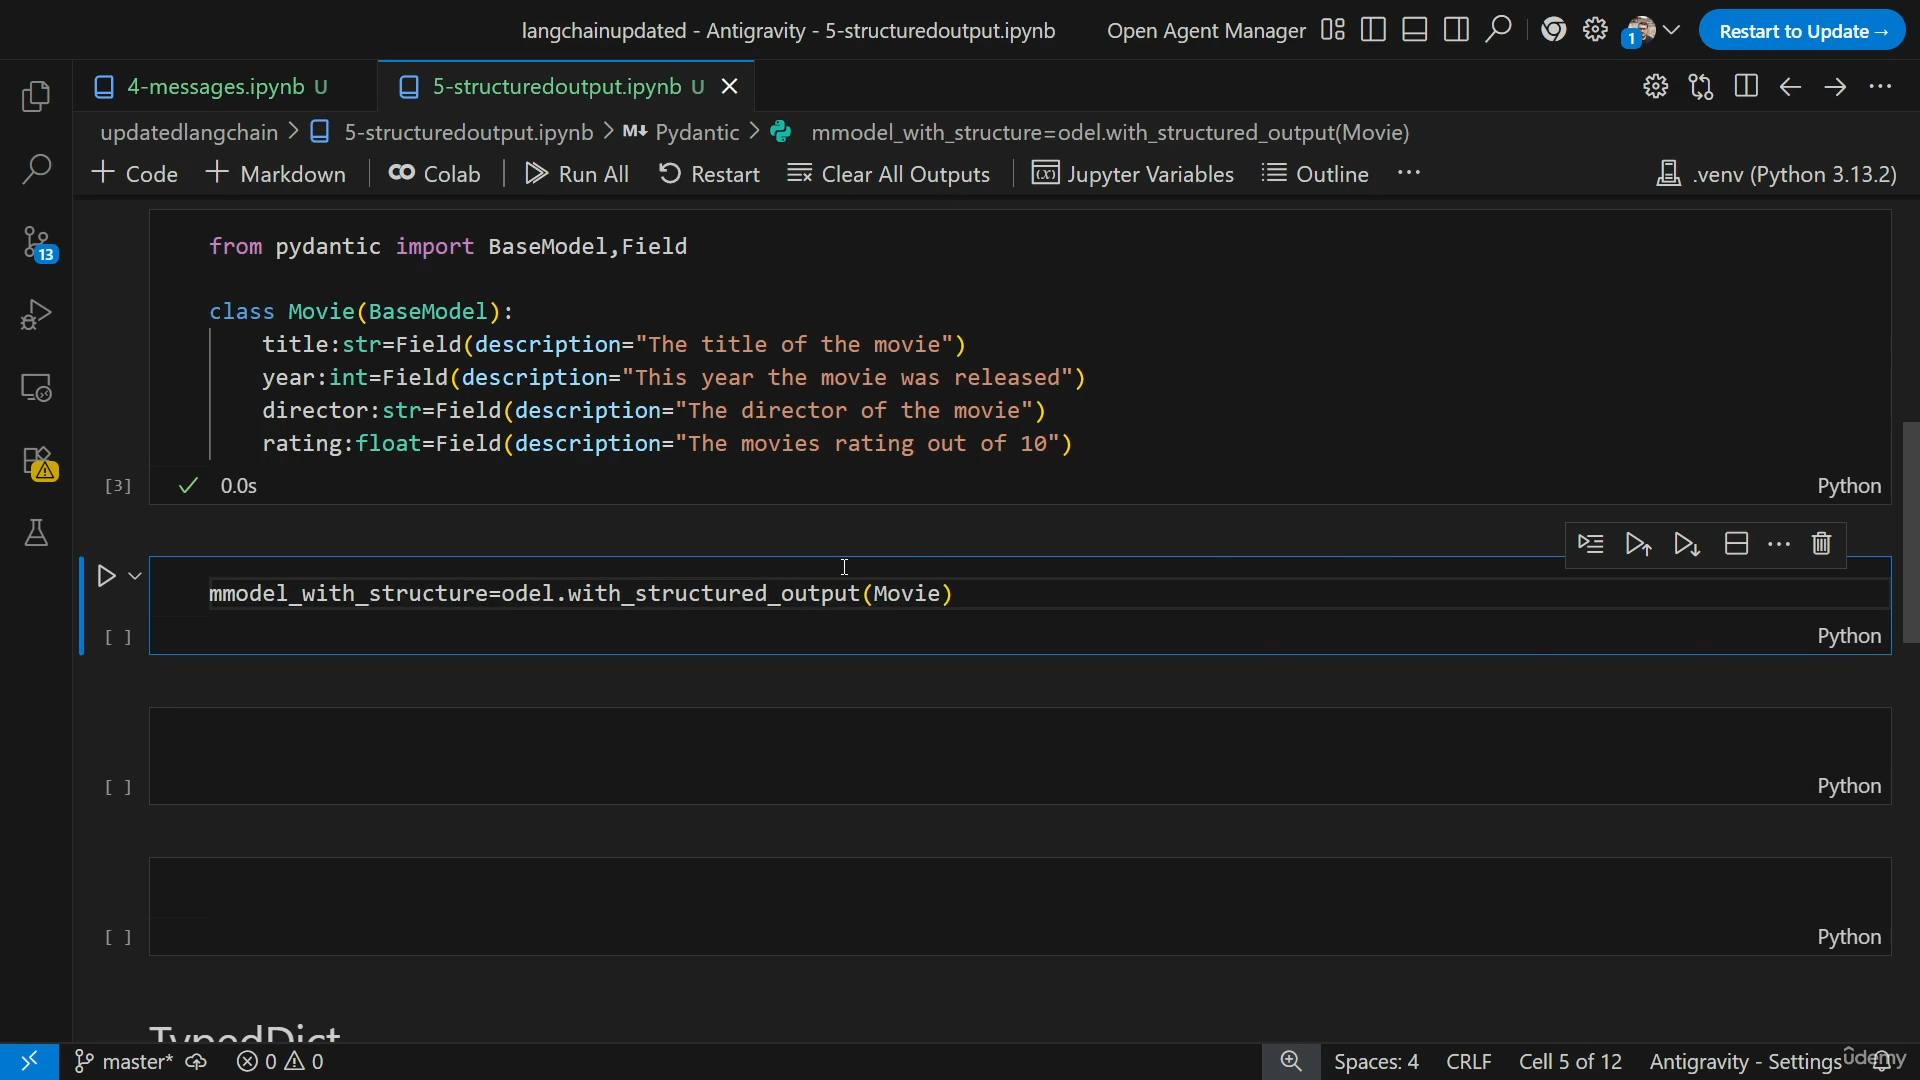 langchainupdated - Antigravity - 5-structuredoutput.ipynb
Open Agent Manager
1
Restart to Update →
4-messages.ipynb U
5-structuredoutput.ipynb U
updatedlangchain > 5-structuredoutput.ipynb > M↓ Pydantic > mmodel_with_structure=odel.with_structured_output(Movie)
+ Code + Markdown Colab Run All Restart Clear All Outputs Jupyter Variables Outline ... .venv (Python 3.13.2)
13
from pydantic import BaseModel,Field
class Movie(BaseModel):
title:str=Field(description="The title of the movie")
year:int=Field(description="This year the movie was released")
director:str=Field(description="The director of the movie")
rating:float=Field(description="The movies rating out of 10")
[3] ✓ 0.0s Python
mmodel_with_structure=odel.with_structured_output(Movie)
[ ] Python
[ ] Python
[ ] Python
TypedDict
master* 0 0 Spaces: 4 CRLF Cell 5 of 12 Antigravity - Settings
ûdemy